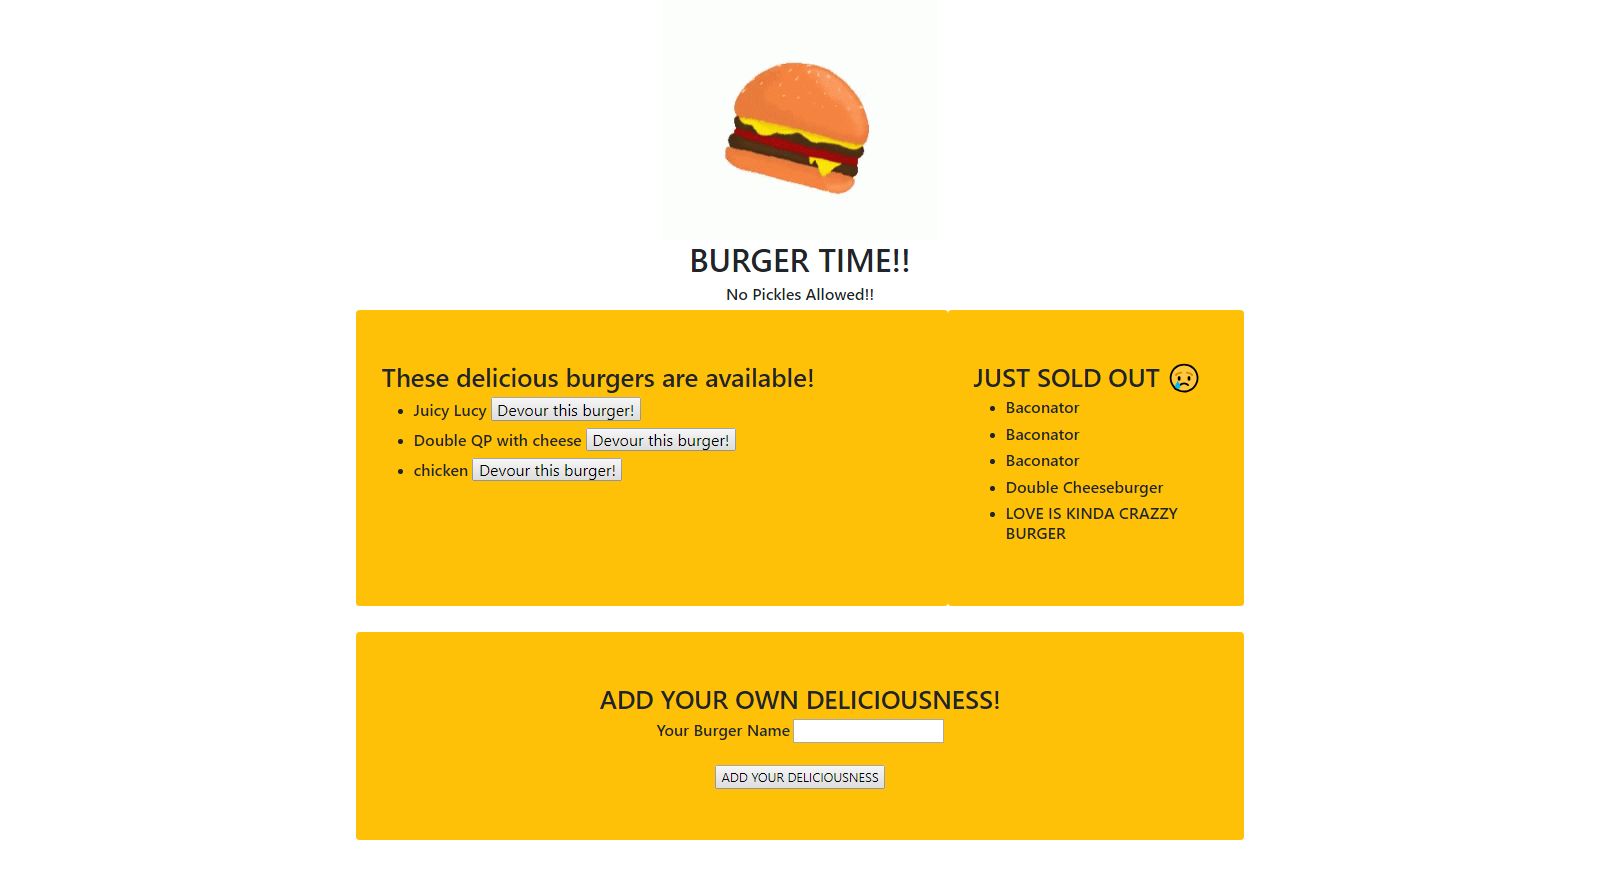 BURGER TIME!!
No Pickles Allowed!!
These delicious burgers are available!
Juicy Lucy Devour this burger!
Double QP with cheese Devour this burger!
chicken Devour this burger!
JUST SOLD OUT 😢
Baconator
Baconator
Baconator
Double Cheeseburger
LOVE IS KINDA CRAZZY
BURGER
ADD YOUR OWN DELICIOUSNESS!
Your Burger Name
ADD YOUR DELICIOUSNESS